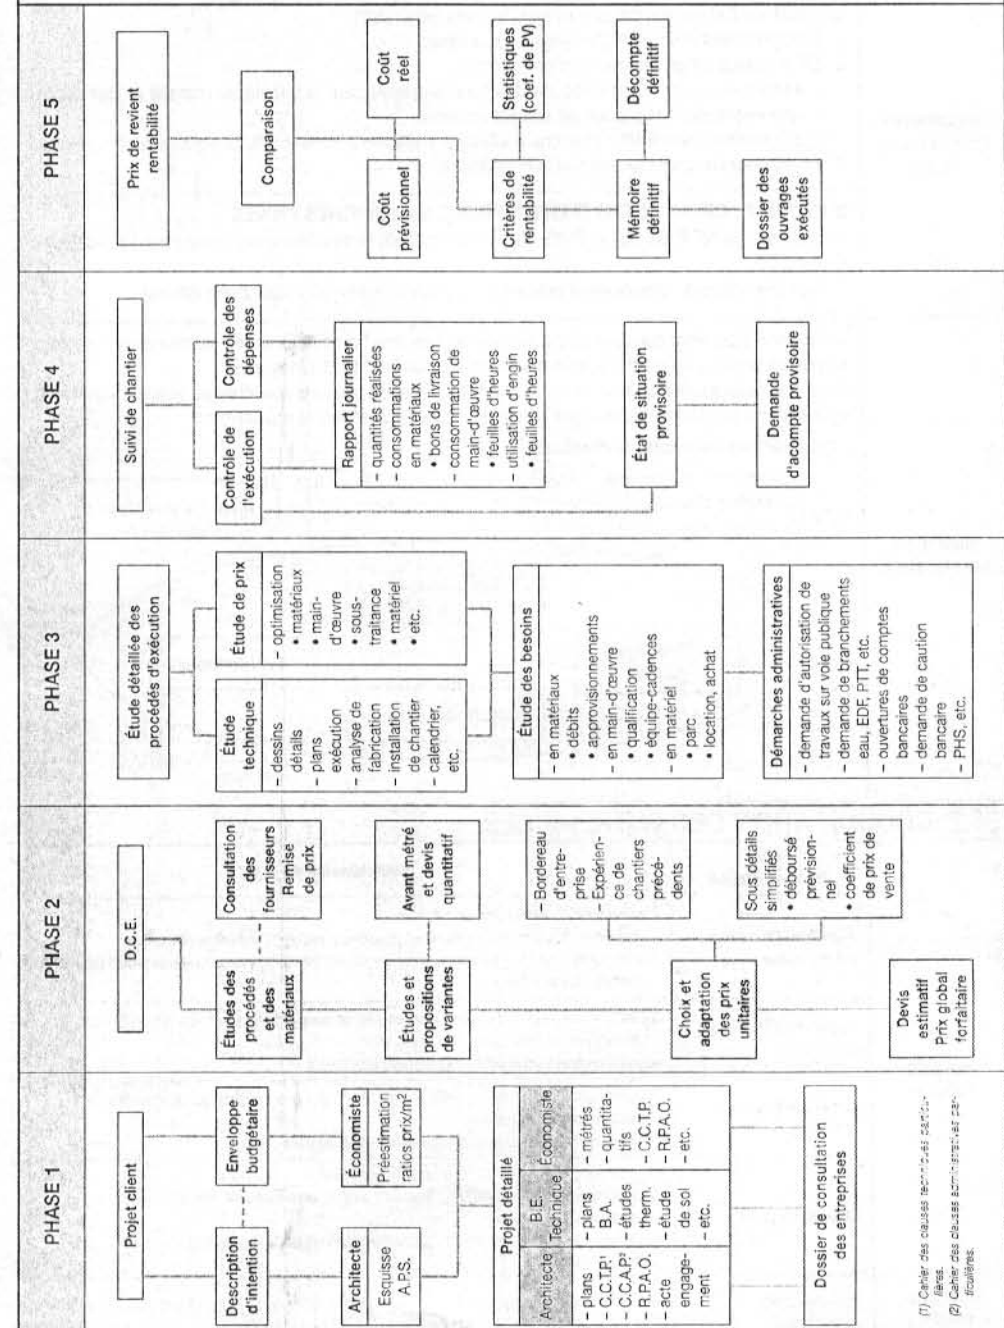 PHASE 1
Projet client
Description
d'intention
Enveloppe
budgétaire
Architecte
Esquisse
A.P.S.
Économiste
Préestimation
ratios prix/m²
Projet détaillé
Architecte
– plans
– C.C.T.P.¹
– C.C.A.P.²
– R.P.A.O.
– acte
engage-
ment
B.E.
Technique
– plans
B.A.
– études
therm.
– étude
de sol
– etc.
Économiste
– métrés
– quantita-
tifs
– C.C.T.P.
– R.P.A.O.
– etc.
Dossier de consultation
des entreprises
(1) Cahier des clauses techniques particu-
lières.
(2) Cahier des clauses administratives par-
ticulières.
PHASE 2
D.C.E.
Études des
procédés
et des
matériaux
Consultation
des
fournisseurs
Remise
de prix
Études et
propositions
de variantes
Avant métré
et devis
quantitatif
– Bordereau
d'entre-
prise
– Expérien-
ce de
chantiers
précé-
dents
Choix et
adaptation
des prix
unitaires
Sous détails
simplifiés
• déboursé
prévision-
nel
• coefficient
de prix de
vente
Devis
estimatif
Prix global
forfaitaire
PHASE 3
Étude détaillée des
procédés d'exécution
Étude
technique
– dessins
détails
– plans
exécution
– analyse de
fabrication
– installation
de chantier
– calendrier,
etc.
Étude de prix
– optimisation
• matériaux
• main-
d'œuvre
• sous-
traitance
• matériel
• etc.
Étude des besoins
– en matériaux
• débits
• approvisionnements
– en main-d'œuvre
• qualification
• équipe-cadences
– en matériel
• parc
• location, achat
Démarches administratives
– demande d'autorisation de
travaux sur voie publique
– demande de branchements
eau, EDF, PTT, etc.
– ouvertures de comptes
bancaires
– demande de caution
bancaire
– PHS, etc.
PHASE 4
Suivi de chantier
Contrôle de
l'exécution
Contrôle des
dépenses
Rapport journalier
– quantités réalisées
– consommations
en matériaux
• bons de livraison
– consommation de
main-d'œuvre
• feuilles d'heures
– utilisation d'engin
• feuilles d'heures
État de situation
provisoire
Demande
d'acompte provisoire
PHASE 5
Prix de revient
rentabilité
Comparaison
Coût
prévisionnel
Coût
réel
Critères de
rentabilité
Statistiques
(coef. de PV)
Mémoire
définitif
Décompte
définitif
Dossier des
ouvrages
exécutés